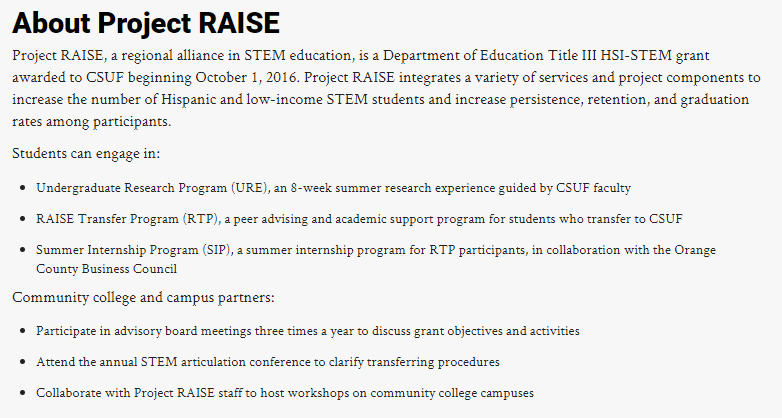 About Project RAISE
Project RAISE, a regional alliance in STEM education, is a Department of Education Title III HSI-STEM grant
awarded to CSUF beginning October 1, 2016. Project RAISE integrates a variety of services and project components to
increase the number of Hispanic and low-income STEM students and increase persistence, retention, and graduation
rates among participants.
Students can engage in:
• Undergraduate Research Program (URE), an 8-week summer research experience guided by CSUF faculty
• RAISE Transfer Program (RTP), a peer advising and academic support program for students who transfer to CSUF
• Summer Internship Program (SIP), a summer internship program for RTP participants, in collaboration with the Orange
County Business Council
Community college and campus partners:
• Participate in advisory board meetings three times a year to discuss grant objectives and activities
• Attend the annual STEM articulation conference to clarify transferring procedures
• Collaborate with Project RAISE staff to host workshops on community college campuses